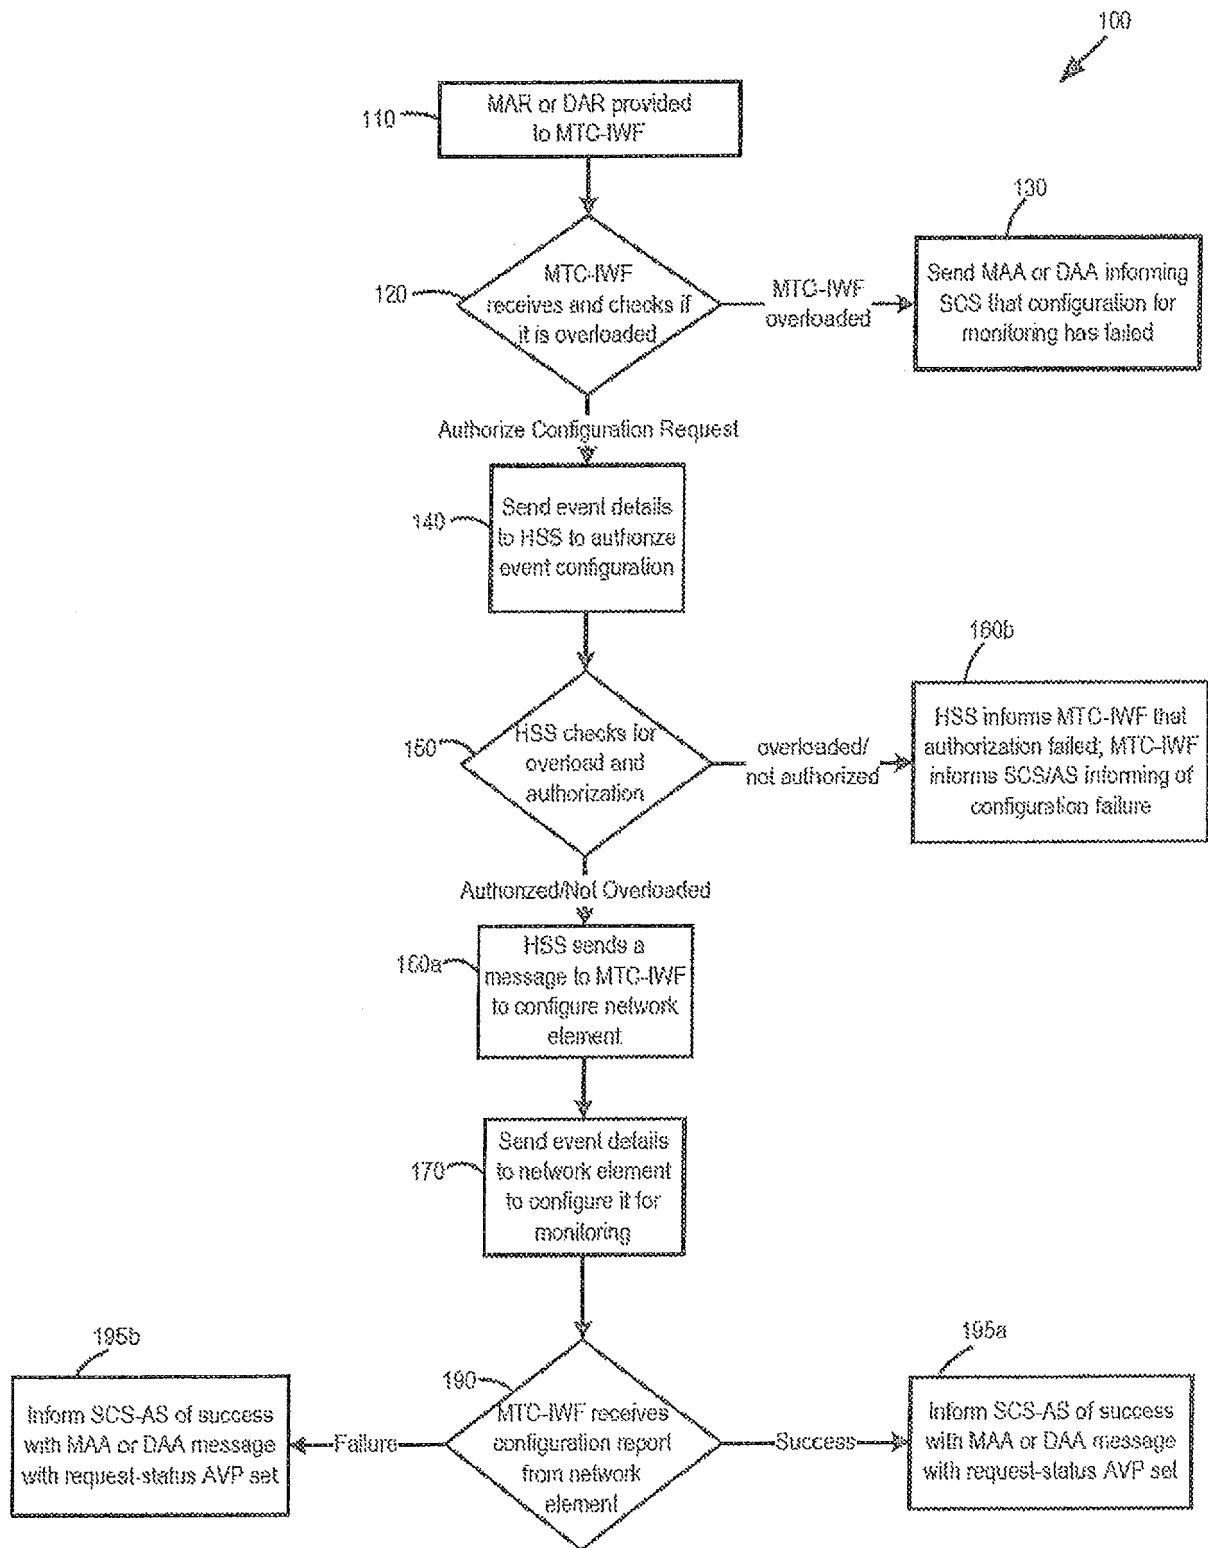 100
MAR or DAR provided
to MTC-IWF
110
130
MTC-IWF
receives and checks if
it is overloaded
120
MTC-IWF
overloaded
Send MAA or DAA informing
SCS that configuration for
monitoring has failed
Authorize Configuration Request
Send event details
to HSS to authorize
event configuration
140
160b
HSS checks for
overload and
authorization
150
overloaded/
not authorized
HSS informs MTC-IWF that
authorization failed; MTC-IWF
informs SCS/AS informing of
configuration failure
Authorized/Not Overloaded
HSS sends a
message to MTC-IWF
to configure network
element
160a
Send event details
to network element
to configure it for
monitoring
170
195b
195a
190
Inform SCS-AS of success
with MAA or DAA message
with request-status AVP set
Failure
MTC-IWF receives
configuration report
from network
element
Success
Inform SCS-AS of success
with MAA or DAA message
with request-status AVP set